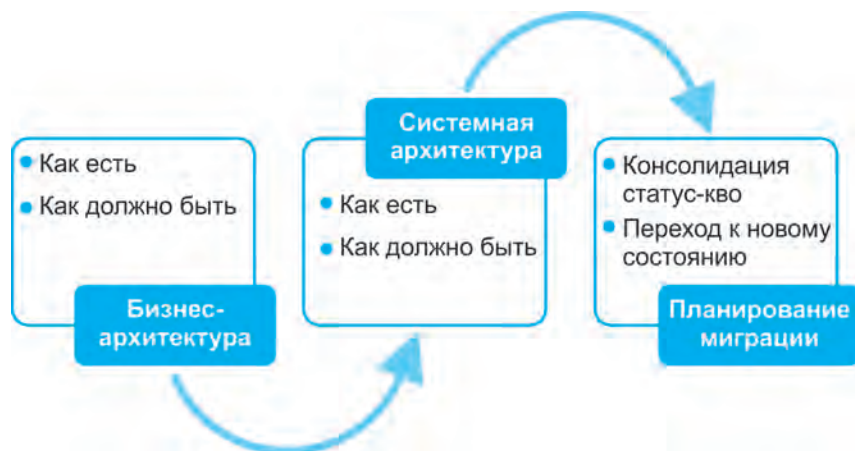 Как есть
Как должно быть
Бизнес-
архитектура
Системная
архитектура
Как есть
Как должно быть
Консолидация
статус-кво
Переход к новому
состоянию
Планирование
миграции